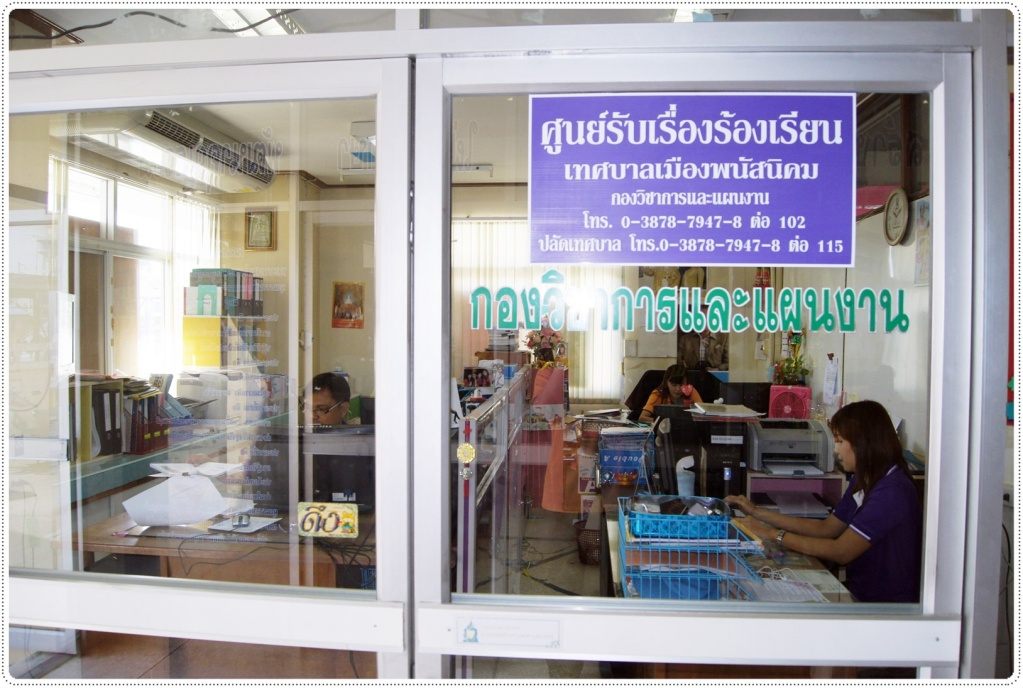 ศูนย์รับเรื่องร้องเรียน
เทศบาลเมืองพนัสนิคม
กองวิชาการและแผนงาน
โทร. 0-3878-7947-8 ต่อ 102
ปลัดเทศบาล โทร.0-3878-7947-8 ต่อ 115
กองวิชาการและแผนงาน
ดึง
Double A